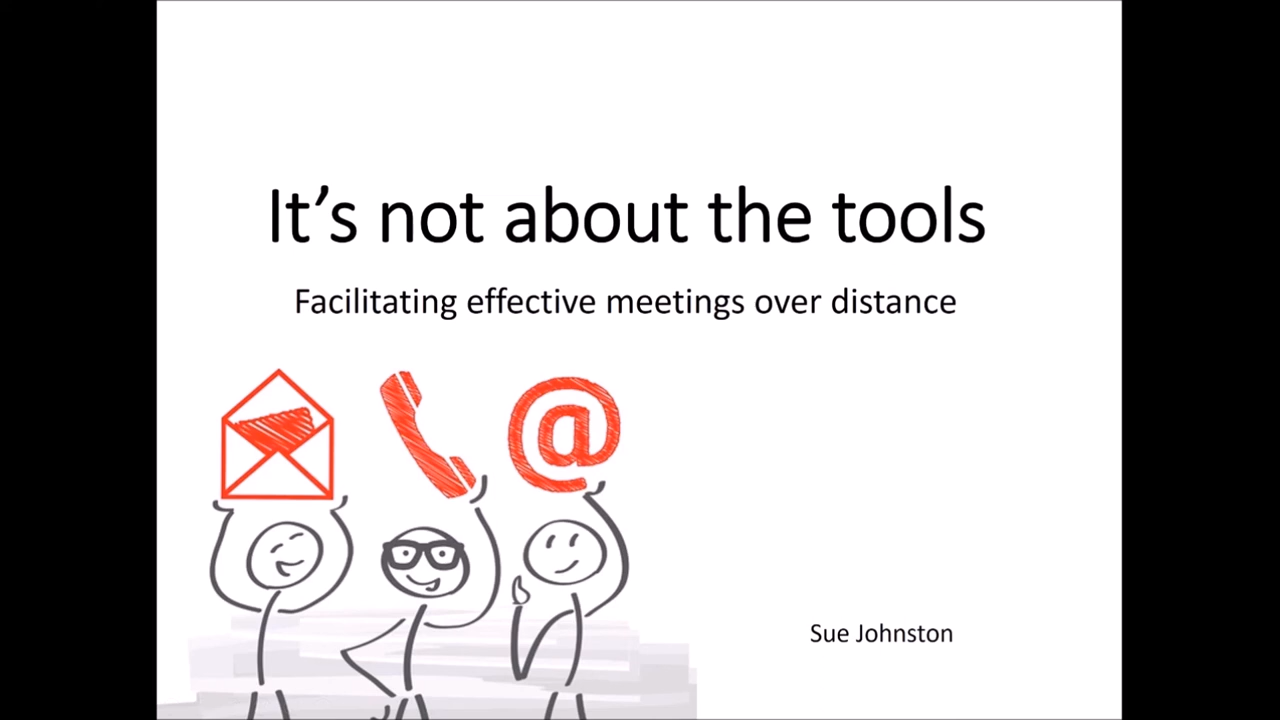 It’s not about the tools
Facilitating effective meetings over distance
@
Sue Johnston